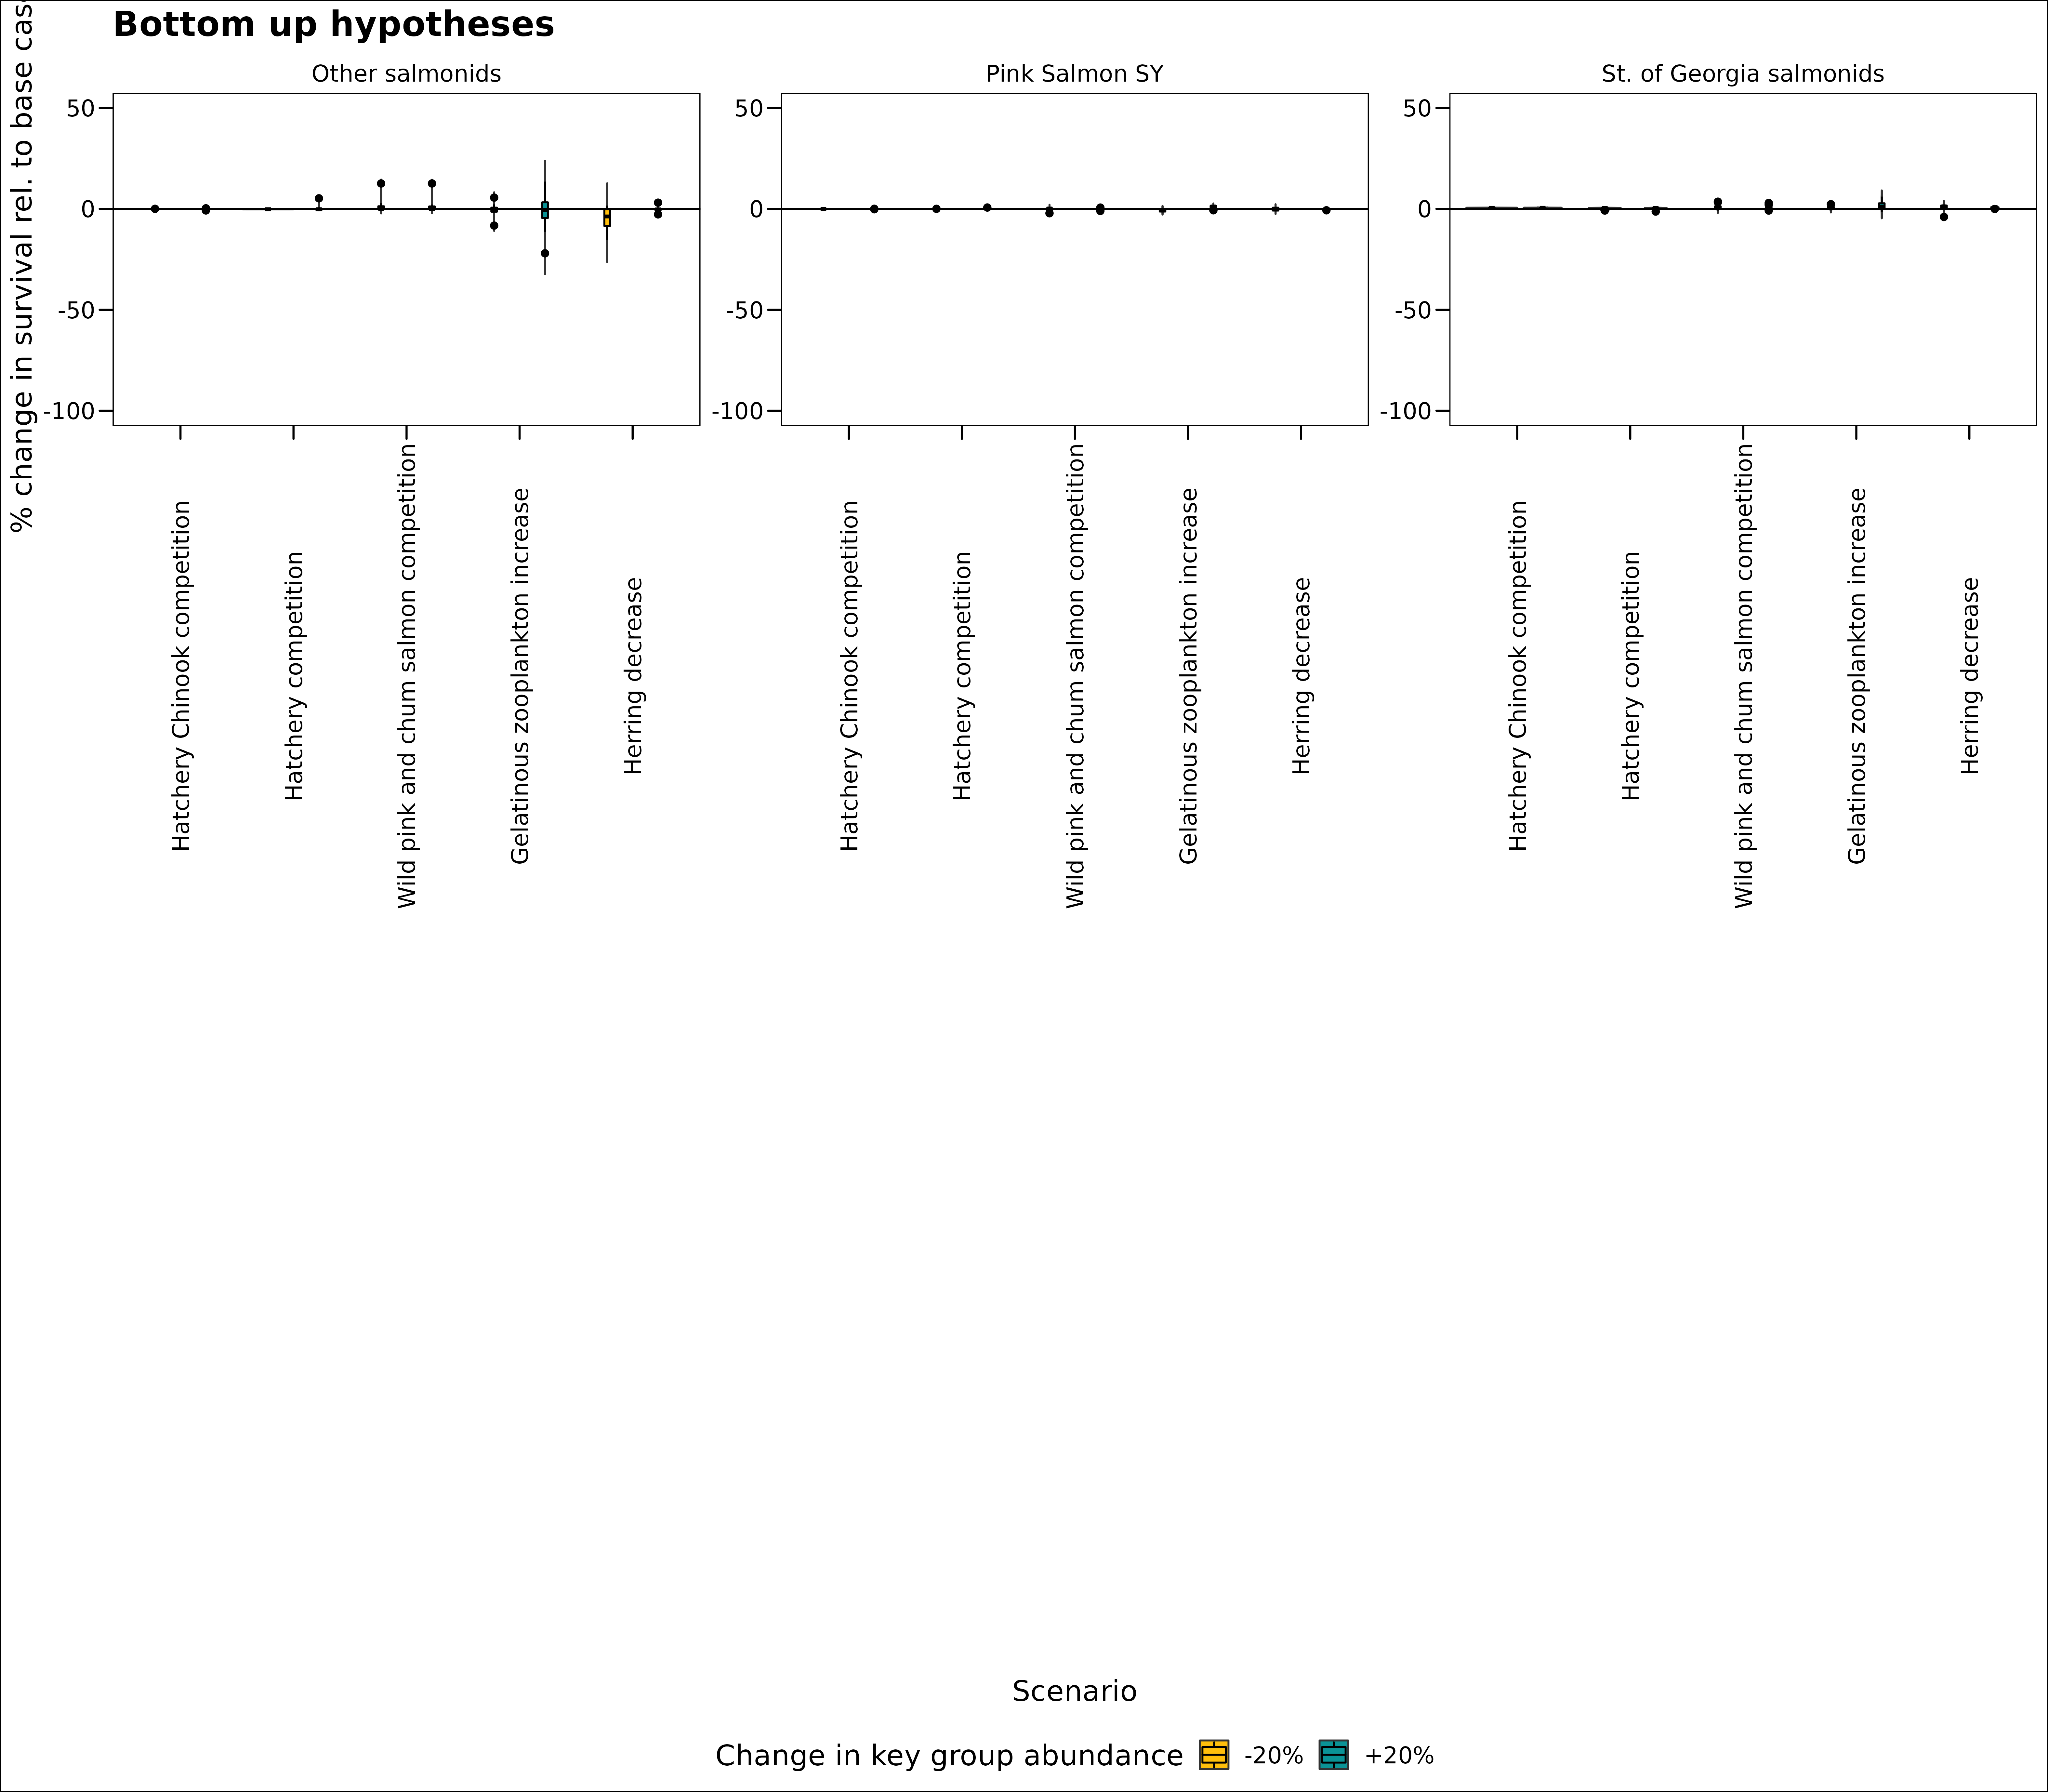 Bottom up hypotheses
% change in survival rel. to base cas
Other salmonids
Pink Salmon SY
St. of Georgia salmonids
50
0
-50
-100
50
0
-50
-100
50
0
-50
-100
Hatchery Chinook competition
Hatchery competition
Wild pink and chum salmon competition
Gelatinous zooplankton increase
Herring decrease
Hatchery Chinook competition
Hatchery competition
Wild pink and chum salmon competition
Gelatinous zooplankton increase
Herring decrease
Hatchery Chinook competition
Hatchery competition
Wild pink and chum salmon competition
Gelatinous zooplankton increase
Herring decrease
Scenario
Change in key group abundance -20% +20%